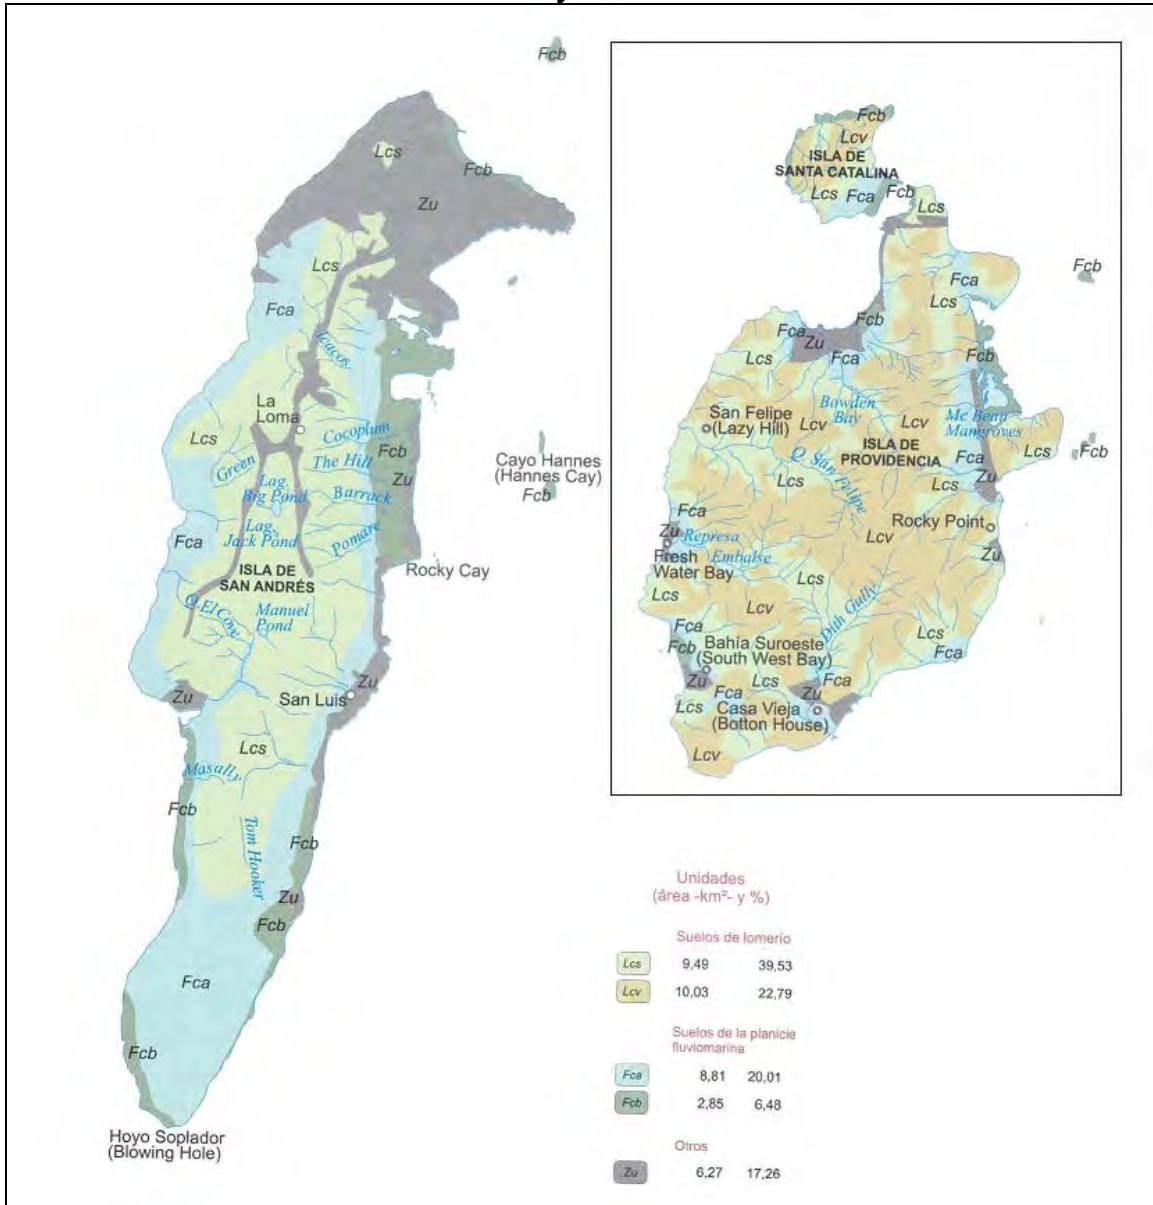 Fcb
Lcs
Fcb
Zu
Lcs
Fca
Icacos
La
Loma
Lcs
Cocoplum
Green
The Hill
Fcb
Zu
Lag.
Big Pond
Barrack
Lag.
Jack Pond
Pomare
Fca
ISLA DE
SAN ANDRÉS
Rocky Cay
Cayo Hannes
(Hannes Cay)
Fcb
Q. El Cove
Manuel
Pond
Zu
San Luis
Zu
Lcs
Masally
Fcb
Tom Hooker
Fcb
Zu
Fcb
Fca
Fcb
Hoyo Soplador
(Blowing Hole)
Fcb
Lcv
ISLA DE
SANTA CATALINA
Lcs
Fca
Fcb
Lcs
Fcb
Fca
Lcs
Fcb
Fca
Zu
Fca
Lcs
Fcb
San Felipe
(Lazy Hill)
Bowden
Bay
Lcv
Lcv
Mc Bean
Mangroves
ISLA DE
PROVIDENCIA
Fca
Lcs
Fcb
Q. San Felipe
Lcs
Lcs
Zu
Fca
Rocky Point
Zu
Represa
Lcv
Zu
Fresh
Water Bay
Embalse
Lcs
Lcs
Lcv
Dith Gully
Fca
Lcs
Fcb
Bahía Suroeste
(South West Bay)
Fca
Zu
Lcs
Fca
Fca
Zu
Lcs
Casa Vieja
(Botton House)
Lcv
Unidades
(área -km²- y %)
Suelos de lomerío
Lcs 9,49 39,53
Lcv 10,03 22,79
Suelos de la planicie
fluviomarina
Fca 8,81 20,01
Fcb 2,85 6,48
Otros
Zu 6,27 17,26